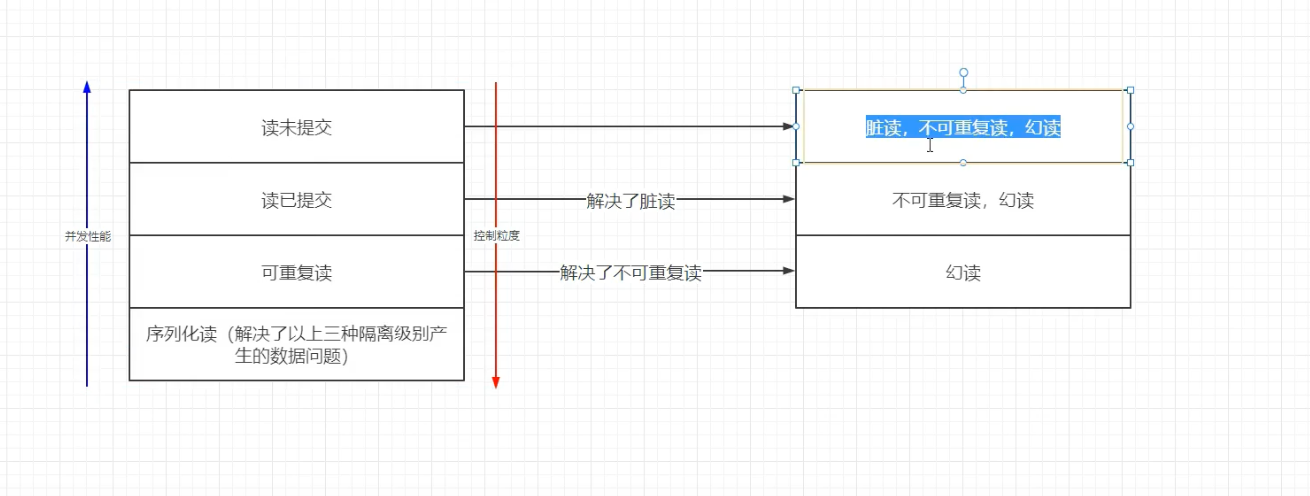 读未提交
脏读，不可重复读，幻读
读已提交
解决了脏读
不可重复读，幻读
并发性能
控制粒度
可重复读
解决了不可重复读
幻读
序列化读（解决了以上三种隔离级别产
生的数据问题）